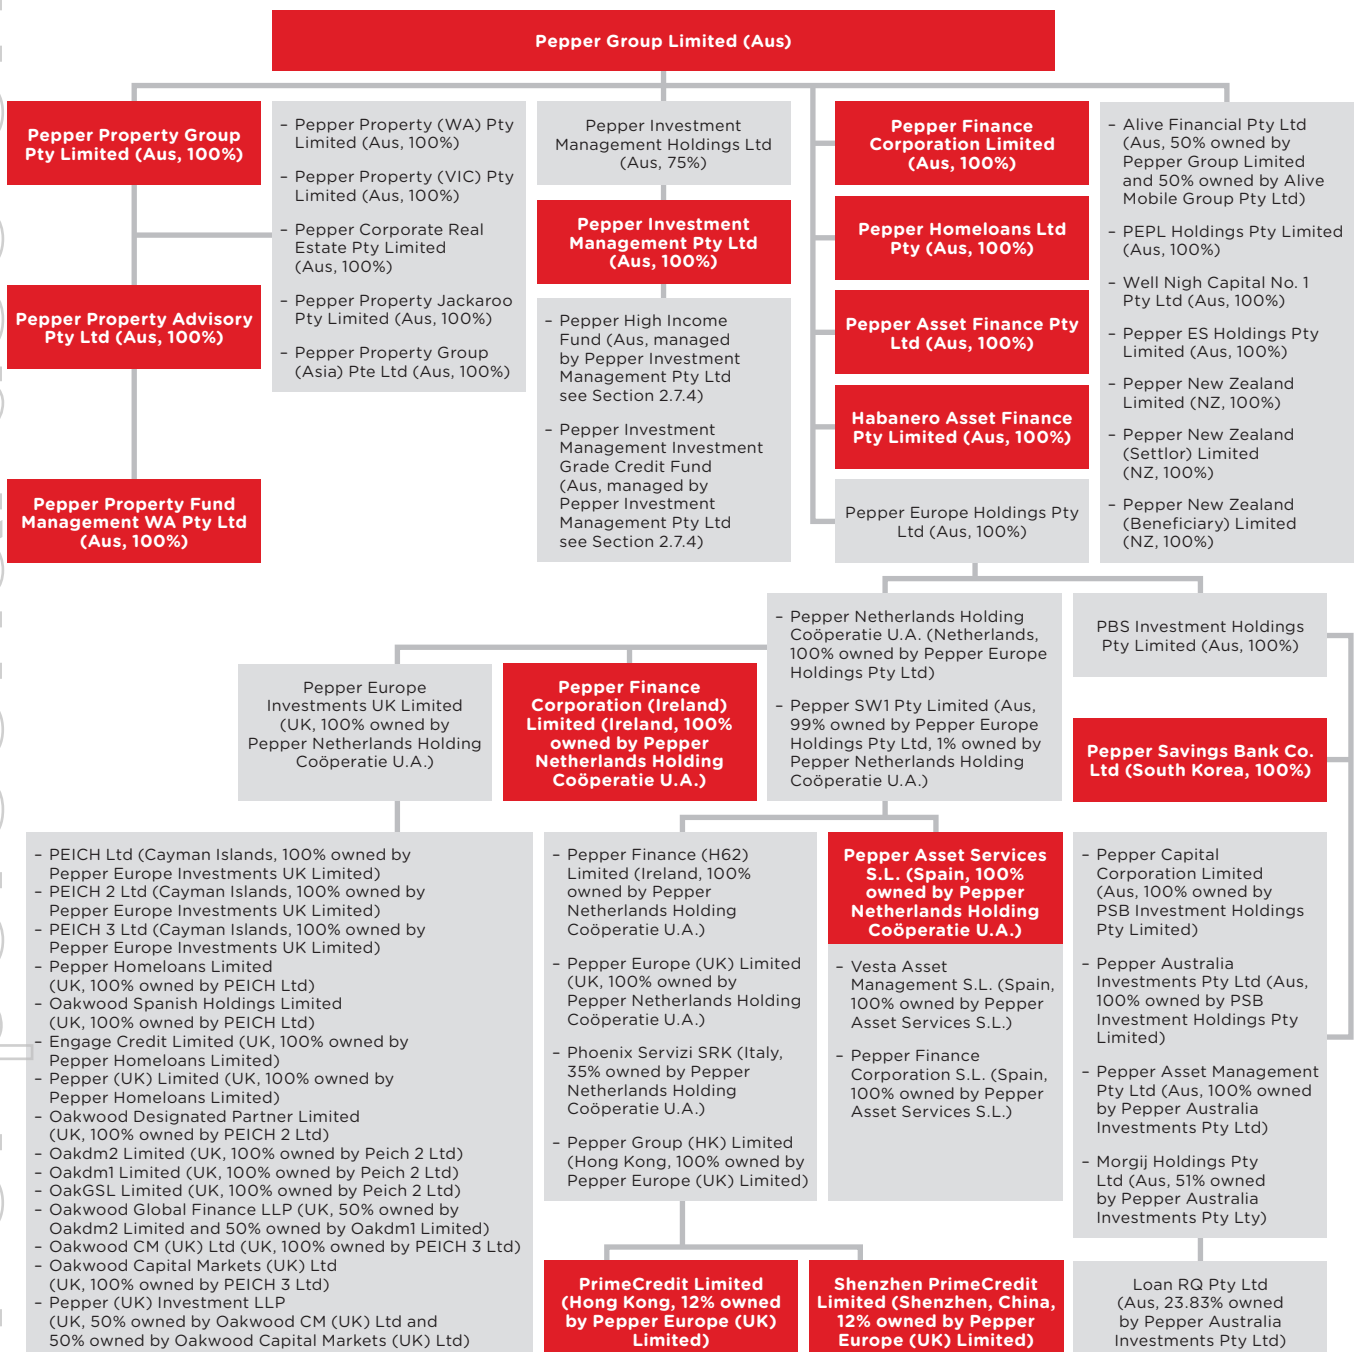 Pepper Group Limited (Aus)
Pepper Property Group
Pty Limited (Aus, 100%)
Pepper Property Advisory
Pty Ltd (Aus, 100%)
Pepper Property Fund
Management WA Pty Ltd
(Aus, 100%)
– Pepper Property (WA) Pty
Limited (Aus, 100%)
– Pepper Property (VIC) Pty
Limited (Aus, 100%)
– Pepper Corporate Real
Estate Pty Limited
(Aus, 100%)
– Pepper Property Jackaroo
Pty Limited (Aus, 100%)
– Pepper Property Group
(Asia) Pte Ltd (Aus, 100%)
Pepper Investment
Management Holdings Ltd
(Aus, 75%)
Pepper Investment
Management Pty Ltd
(Aus, 100%)
– Pepper High Income
Fund (Aus, managed
by Pepper Investment
Management Pty Ltd
see Section 2.7.4)
– Pepper Investment
Management Investment
Grade Credit Fund
(Aus, managed by
Pepper Investment
Management Pty Ltd
see Section 2.7.4)
Pepper Finance
Corporation Limited
(Aus, 100%)
Pepper Homeloans Ltd
Pty (Aus, 100%)
Pepper Asset Finance Pty
Ltd (Aus, 100%)
Habanero Asset Finance
Pty Limited (Aus, 100%)
Pepper Europe Holdings Pty
Ltd (Aus, 100%)
– Alive Financial Pty Ltd
(Aus, 50% owned by
Pepper Group Limited
and 50% owned by Alive
Mobile Group Pty Ltd)
– PEPL Holdings Pty Limited
(Aus, 100%)
– Well Nigh Capital No. 1
Pty Ltd (Aus, 100%)
– Pepper ES Holdings Pty
Limited (Aus, 100%)
– Pepper New Zealand
Limited (NZ, 100%)
– Pepper New Zealand
(Settlor) Limited
(NZ, 100%)
– Pepper New Zealand
(Beneficiary) Limited
(NZ, 100%)
Pepper Europe
Investments UK Limited
(UK, 100% owned by
Pepper Netherlands Holding
Coöperatie U.A.)
Pepper Finance
Corporation (Ireland)
Limited (Ireland, 100%
owned by Pepper
Netherlands Holding
Coöperatie U.A.)
– Pepper Netherlands Holding
Coöperatie U.A. (Netherlands,
100% owned by Pepper Europe
Holdings Pty Ltd)
– Pepper SW1 Pty Limited (Aus,
99% owned by Pepper Europe
Holdings Pty Ltd, 1% owned by
Pepper Netherlands Holding
Coöperatie U.A.)
PBS Investment Holdings
Pty Limited (Aus, 100%)
Pepper Savings Bank Co.
Ltd (South Korea, 100%)
– PEICH Ltd (Cayman Islands, 100% owned by
Pepper Europe Investments UK Limited)
– PEICH 2 Ltd (Cayman Islands, 100% owned by
Pepper Europe Investments UK Limited)
– PEICH 3 Ltd (Cayman Islands, 100% owned by
Pepper Europe Investments UK Limited)
– Pepper Homeloans Limited
(UK, 100% owned by PEICH Ltd)
– Oakwood Spanish Holdings Limited
(UK, 100% owned by PEICH Ltd)
– Engage Credit Limited (UK, 100% owned by
Pepper Homeloans Limited)
– Pepper (UK) Limited (UK, 100% owned by
Pepper Homeloans Limited)
– Oakwood Designated Partner Limited
(UK, 100% owned by PEICH 2 Ltd)
– Oakdm2 Limited (UK, 100% owned by Peich 2 Ltd)
– Oakdm1 Limited (UK, 100% owned by Peich 2 Ltd)
– OakGSL Limited (UK, 100% owned by Peich 2 Ltd)
– Oakwood Global Finance LLP (UK, 50% owned by
Oakdm2 Limited and 50% owned by Oakdm1 Limited)
– Oakwood CM (UK) Ltd (UK, 100% owned by PEICH 3 Ltd)
– Oakwood Capital Markets (UK) Ltd
(UK, 100% owned by PEICH 3 Ltd)
– Pepper (UK) Investment LLP
(UK, 50% owned by Oakwood CM (UK) Ltd and
50% owned by Oakwood Capital Markets (UK) Ltd)
– Pepper Finance (H62)
Limited (Ireland, 100%
owned by Pepper
Netherlands Holding
Coöperatie U.A.)
– Pepper Europe (UK) Limited
(UK, 100% owned by
Pepper Netherlands Holding
Coöperatie U.A.)
– Phoenix Servizi SRK (Italy,
35% owned by Pepper
Netherlands Holding
Coöperatie U.A.)
– Pepper Group (HK) Limited
(Hong Kong, 100% owned by
Pepper Europe (UK) Limited)
Pepper Asset Services
S.L. (Spain, 100%
owned by Pepper
Netherlands Holding
Coöperatie U.A.)
– Vesta Asset
Management S.L. (Spain,
100% owned by Pepper
Asset Services S.L.)
– Pepper Finance
Corporation S.L. (Spain,
100% owned by Pepper
Asset Services S.L.)
– Pepper Capital
Corporation Limited
(Aus, 100% owned by
PSB Investment Holdings
Pty Limited)
– Pepper Australia
Investments Pty Ltd (Aus,
100% owned by PSB
Investment Holdings Pty
Limited)
– Pepper Asset Management
Pty Ltd (Aus, 100% owned
by Pepper Australia
Investments Pty Ltd)
– Morgij Holdings Pty
Ltd (Aus, 51% owned
by Pepper Australia
Investments Pty Lty)
PrimeCredit Limited
(Hong Kong, 12% owned
by Pepper Europe (UK)
Limited)
Shenzhen PrimeCredit
Limited (Shenzhen, China,
12% owned by Pepper
Europe (UK) Limited)
Loan RQ Pty Ltd
(Aus, 23.83% owned
by Pepper Australia
Investments Pty Ltd)